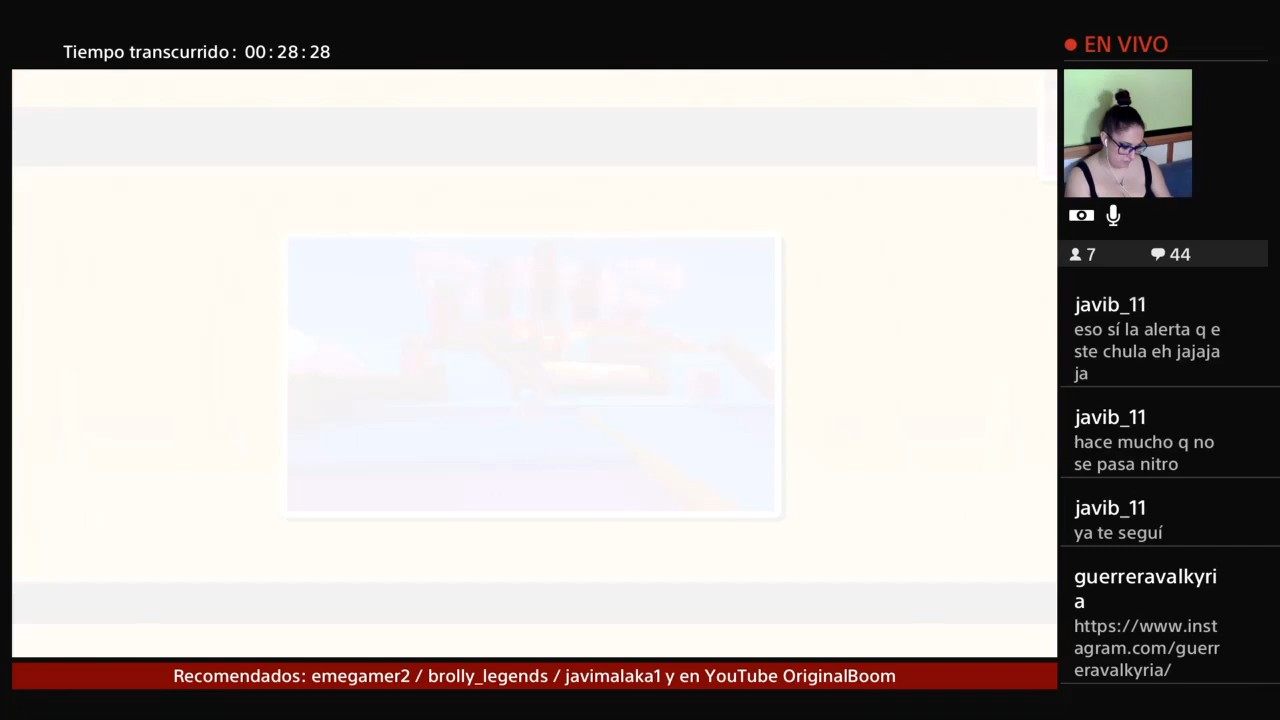 Tiempo transcurrido: 00:28:28
EN VIVO
7 44
javib_11
eso sí la alerta q e
ste chula eh jajaja
ja
javib_11
hace mucho q no
se pasa nitro
javib_11
ya te seguí
guerreravalkyri
a
https://www.inst
agram.com/guerr
eravalkyria/
Recomendados: emegamer2 / brolly_legends / javimalaka1 y en YouTube OriginalBoom